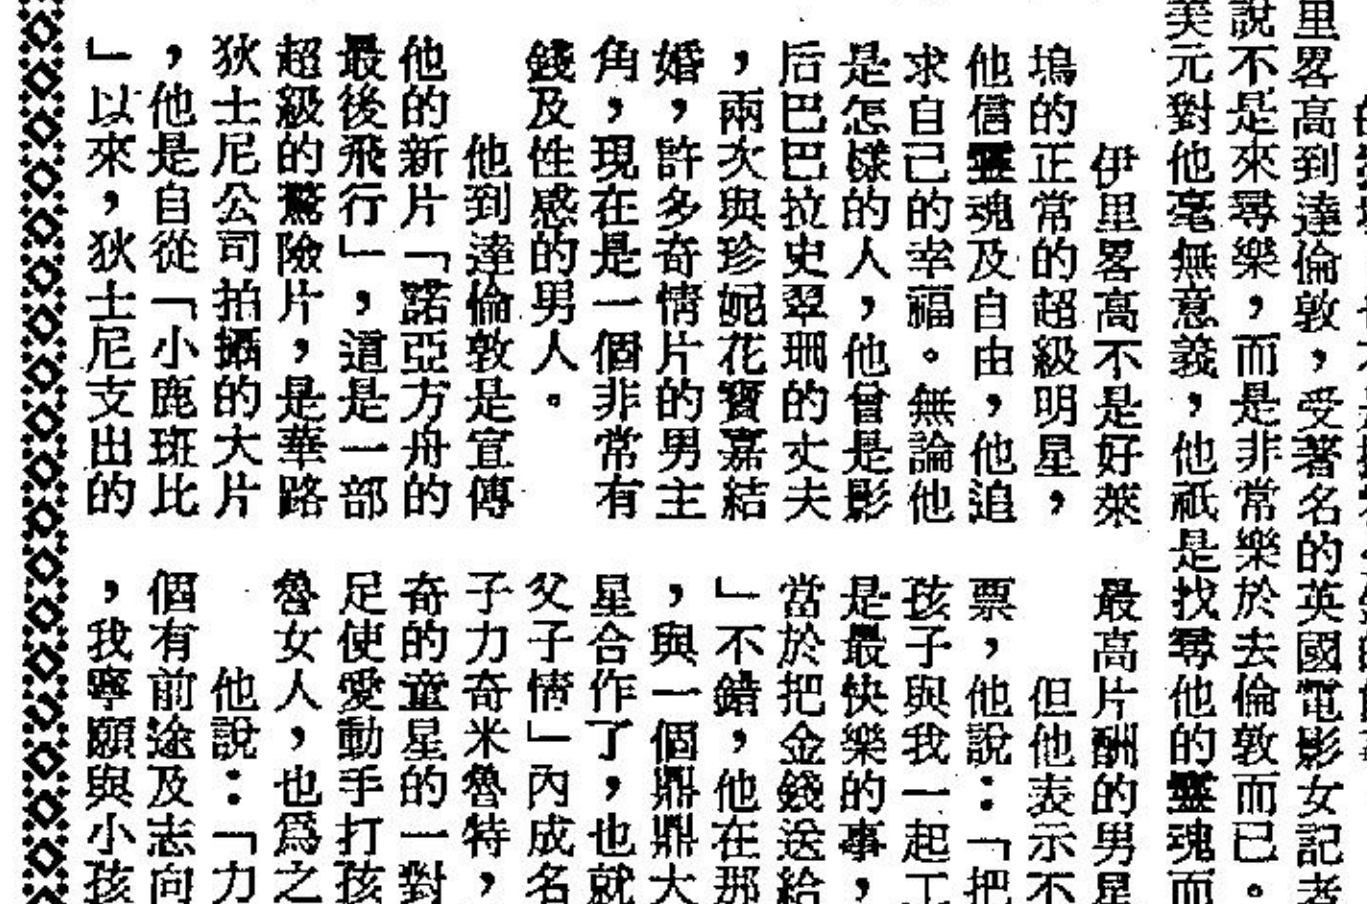 里畧高到達倫敦，受著名的英國電影女記者
說不是來尋樂，而是非常樂於去倫敦而已。
美元對他毫無意義，他祇是找尋他的靈魂而
伊里畧高不是好萊
塢的正常的超級明星，
他信靈魂及自由，他追
求自己的幸福。無論他
是怎樣的人，他曾是影
后巴巴拉史翠珊的丈夫
，兩次與珍妮花寶嘉結
婚，許多奇情片的男主
角，現在是一個非常有
錢及性感的男人。
他到達倫敦是宣傳
他的新片「諾亞方舟的
最後飛行」，道是一部
超級的驚險片，是華路
狄士尼公司拍攝的大片
，他是自從「小鹿斑比
」以來，狄士尼支出的
最高片酬的男星
但他表示不
票，他說：「把
孩子與我一起工
是最快樂的事，
當於把金錢送給
」不錯，他在那
，與一個鼎鼎大
星合作了，也就
父子情」內成名
子力奇米魯特，
奇的童星的一對
足使愛動手打孩
魯女人，也爲之
他說：「力
個有前途及志向
，我寧願與小孩